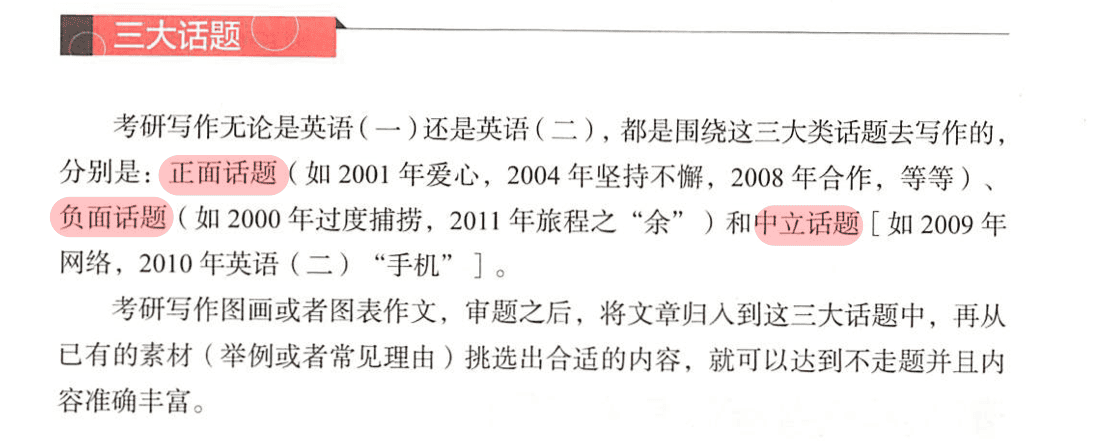 三大话题
考研写作无论是英语(一)还是英语(二),都是围绕这三大类话题去写作的,
分别是:正面话题(如 2001 年爱心,2004 年坚持不懈,2008 年合作,等等)、
负面话题(如 2000 年过度捕捞,2011 年旅程之“余”)和中立话题[如 2009 年
网络,2010 年英语(二)“手机”]。
考研写作图画或者图表作文,审题之后,将文章归入到这三大话题中,再从
已有的素材(举例或者常见理由)挑选出合适的内容,就可以达到不走题并且内
容准确丰富。